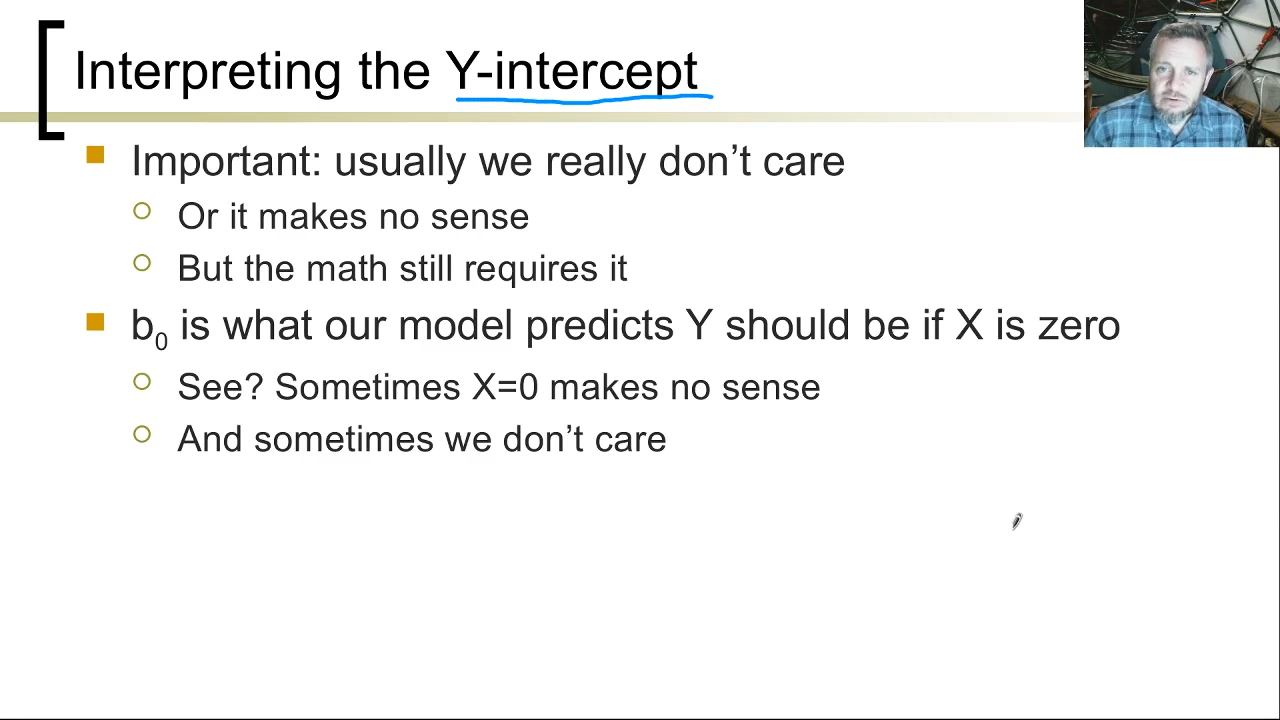 Interpreting the Y-intercept
Important: usually we really don’t care
Or it makes no sense
But the math still requires it
b₀ is what our model predicts Y should be if X is zero
See? Sometimes X=0 makes no sense
And sometimes we don’t care